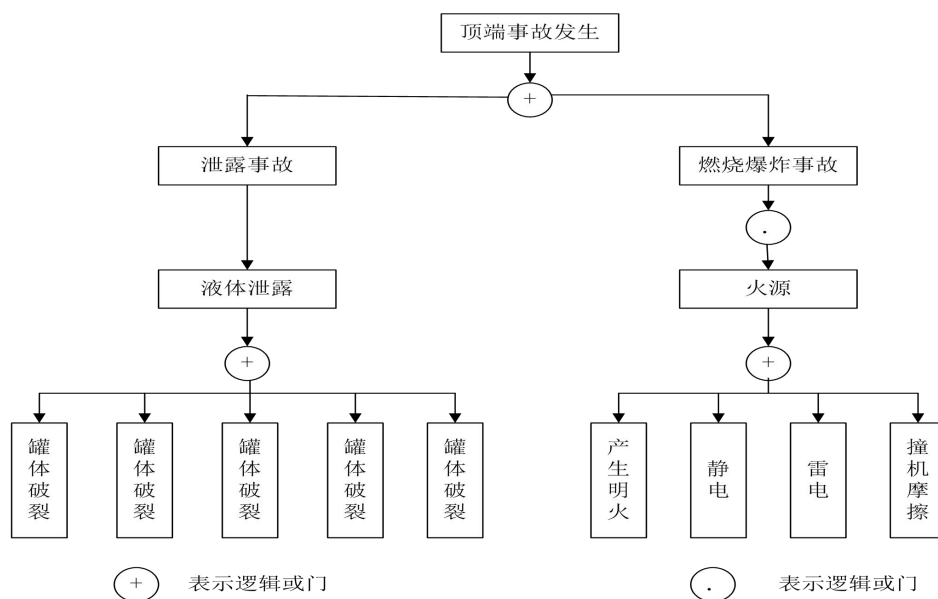 顶端事故发生
+
泄露事故
燃烧爆炸事故
.
液体泄露
火源
+
+
罐体破裂
罐体破裂
罐体破裂
罐体破裂
罐体破裂
产生明火
静电
雷电
撞机摩擦
+ 表示逻辑或门
. 表示逻辑或门